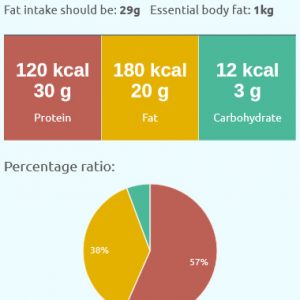 Fat intake should be: 29g Essential body fat: 1kg
120 kcal 180 kcal 12 kcal
30 g 20 g 3 g
Protein Fat Carbohydrate
Percentage ratio:
38%
57%